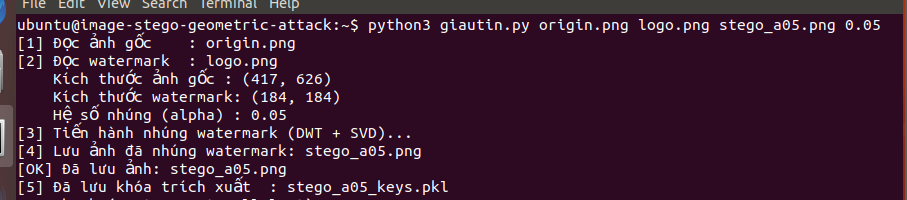 File Edit View Search Terminal Help
ubuntu@image-stego-geometric-attack:~$ python3 giautin.py origin.png logo.png stego_a05.png 0.05
[1] Đọc ảnh gốc    : origin.png
[2] Đọc watermark  : logo.png
    Kích thước ảnh gốc : (417, 626)
    Kích thước watermark: (184, 184)
    Hệ số nhúng (alpha) : 0.05
[3] Tiến hành nhúng watermark (DWT + SVD)...
[4] Lưu ảnh đã nhúng watermark: stego_a05.png
[OK] Đã lưu ảnh: stego_a05.png
[5] Đã lưu khóa trích xuất  : stego_a05_keys.pkl